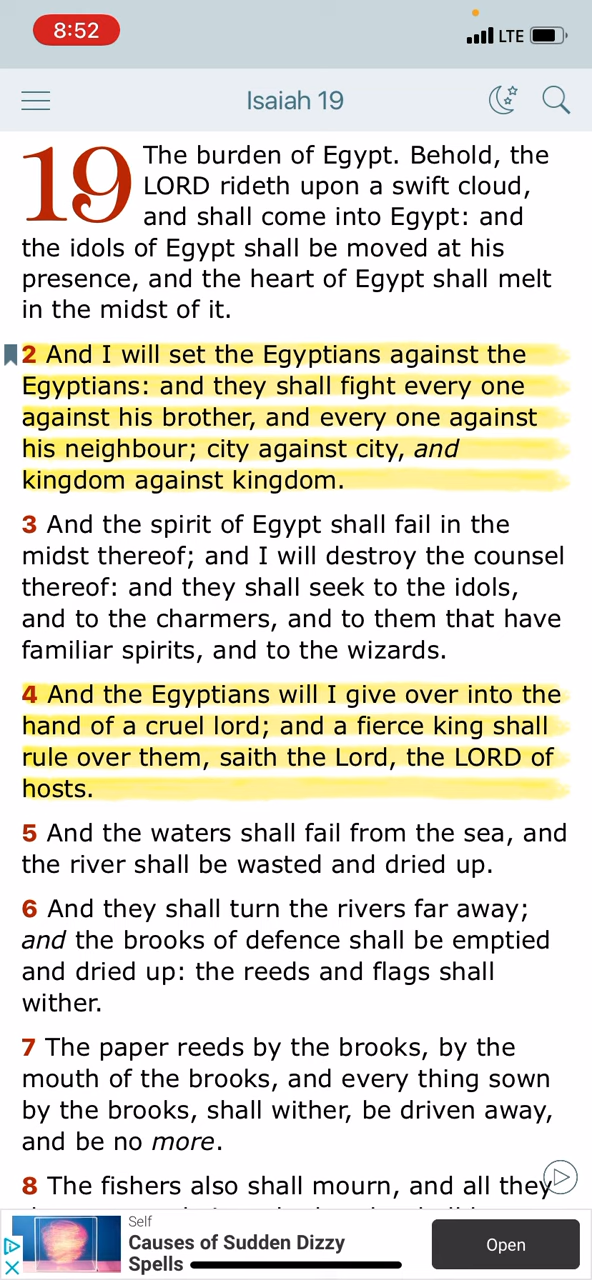 8:52
LTE
Isaiah 19
19 The burden of Egypt. Behold, the
LORD rideth upon a swift cloud,
and shall come into Egypt: and
the idols of Egypt shall be moved at his
presence, and the heart of Egypt shall melt
in the midst of it.
2 And I will set the Egyptians against the
Egyptians: and they shall fight every one
against his brother, and every one against
his neighbour; city against city, and
kingdom against kingdom.
3 And the spirit of Egypt shall fail in the
midst thereof; and I will destroy the counsel
thereof: and they shall seek to the idols,
and to the charmers, and to them that have
familiar spirits, and to the wizards.
4 And the Egyptians will I give over into the
hand of a cruel lord; and a fierce king shall
rule over them, saith the Lord, the LORD of
hosts.
5 And the waters shall fail from the sea, and
the river shall be wasted and dried up.
6 And they shall turn the rivers far away;
and the brooks of defence shall be emptied
and dried up: the reeds and flags shall
wither.
7 The paper reeds by the brooks, by the
mouth of the brooks, and every thing sown
by the brooks, shall wither, be driven away,
and be no more.
8 The fishers also shall mourn, and all they
Self
Causes of Sudden Dizzy
Spells
Open